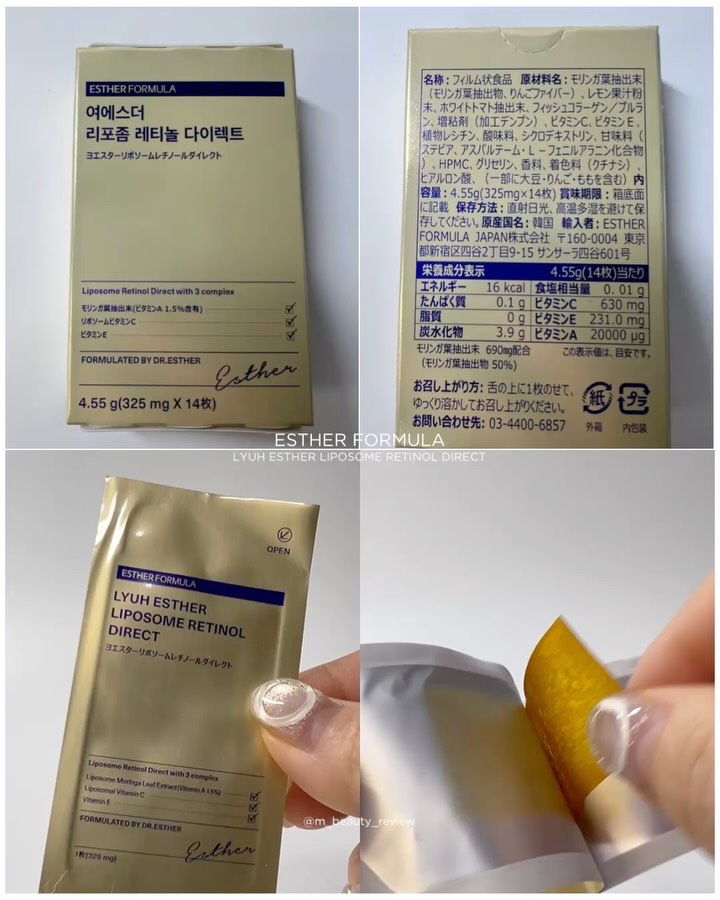 ESTHER FORMULA
여에스더
리포좀 레티놀 다이렉트
ヨエスターリポソームレチノールダイレクト
Liposome Retinol Direct with 3 complex
モリンガ葉抽出末(ビタミンA 1.5%含有)
リポソームビタミンC
ビタミンE
FORMULATED BY DR.ESTHER
Esther
4.55 g(325 mg X 14枚)
名称:フィルム状食品 原材料名:モリンガ葉抽出末
(モリンガ葉抽出物、りんごファイバー)、レモン果汁粉
末、ホワイトトマト抽出末、フィッシュコラーゲン/プルラ
ン、増粘剤(加工デンプン)、ビタミンC、ビタミンE、
植物レシチン、酸味料、シクロデキストリン、甘味料(
ステビア、アスパルテーム・L-フェニルアラニン化合物
)、HPMC、グリセリン、香料、着色料(クチナシ)、
ヒアルロン酸、(一部に大豆・りんご・ももを含む) 内
容量:4.55g(325mg×14枚) 賞味期限:箱底面
に記載 保存方法:直射日光、高温多湿を避けて保
存してください。原産国名:韓国 輸入者:ESTHER
FORMULA JAPAN株式会社 〒160-0004 東京
都新宿区四谷2丁目9-15 サンサーラ四谷601号
栄養成分表示 4.55g(14枚)当たり
エネルギー 16 kcal 食塩相当量 0.01 g
たんぱく質 0.1 g ビタミンC 630 mg
脂質 0 g ビタミンE 231.0 mg
炭水化物 3.9 g ビタミンA 20000 μg
モリンガ葉抽出末 690mg配合 この表示値は、目安です。
(モリンガ葉抽出物 50%)
お召し上がり方:舌の上に1枚のせて、
ゆっくり溶かしてお召し上がりください。
お問い合わせ先:03-4400-6857
紙
プラ
外箱 内包装
ESTHER FORMULA
LYUH ESTHER LIPOSOME RETINOL DIRECT
OPEN
ESTHER FORMULA
LYUH ESTHER
LIPOSOME RETINOL
DIRECT
ヨエスターリポソームレチノールダイレクト
Liposome Retinol Direct with 3 complex
Liposome Moringa Leaf Extract(Vitamin A 1.5%)
Liposomal Vitamin C
Vitamin E
FORMULATED BY DR.ESTHER
Esther
1枚(325 mg)
@m_beauty_review